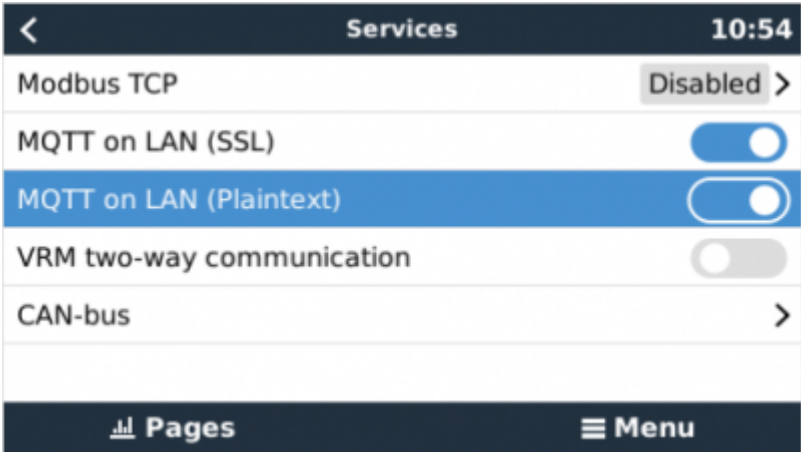 Services 10:54
Modbus TCP Disabled
MQTT on LAN (SSL)
MQTT on LAN (Plaintext)
VRM two-way communication
CAN-bus
Pages Menu